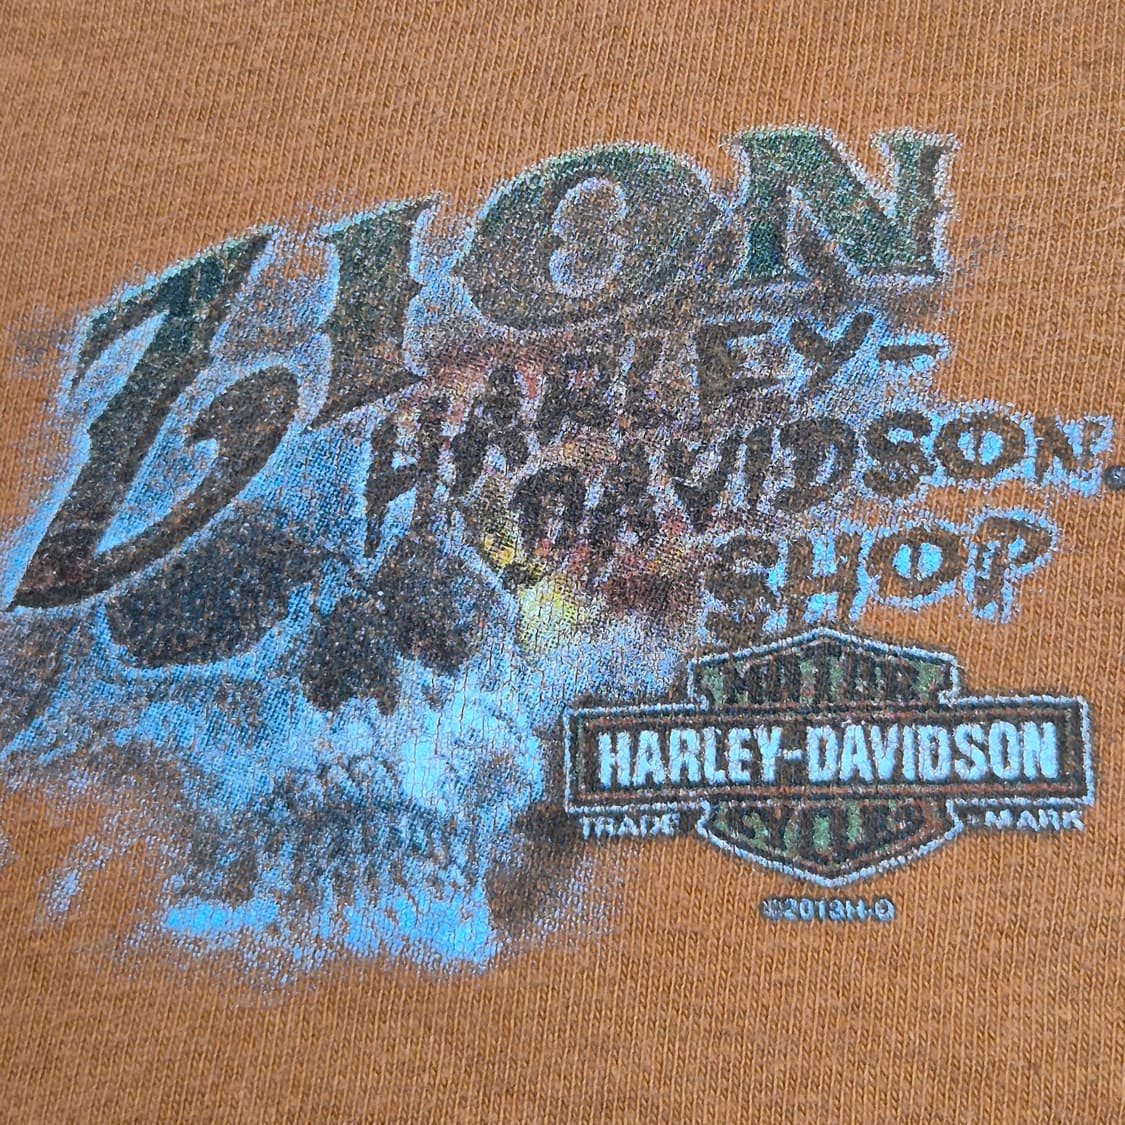 ZION
HARLEY-
DAVIDSON.
SHOP
MOTOR
HARLEY-DAVIDSON
TRADE MARK
CYCLES
©2013H-D